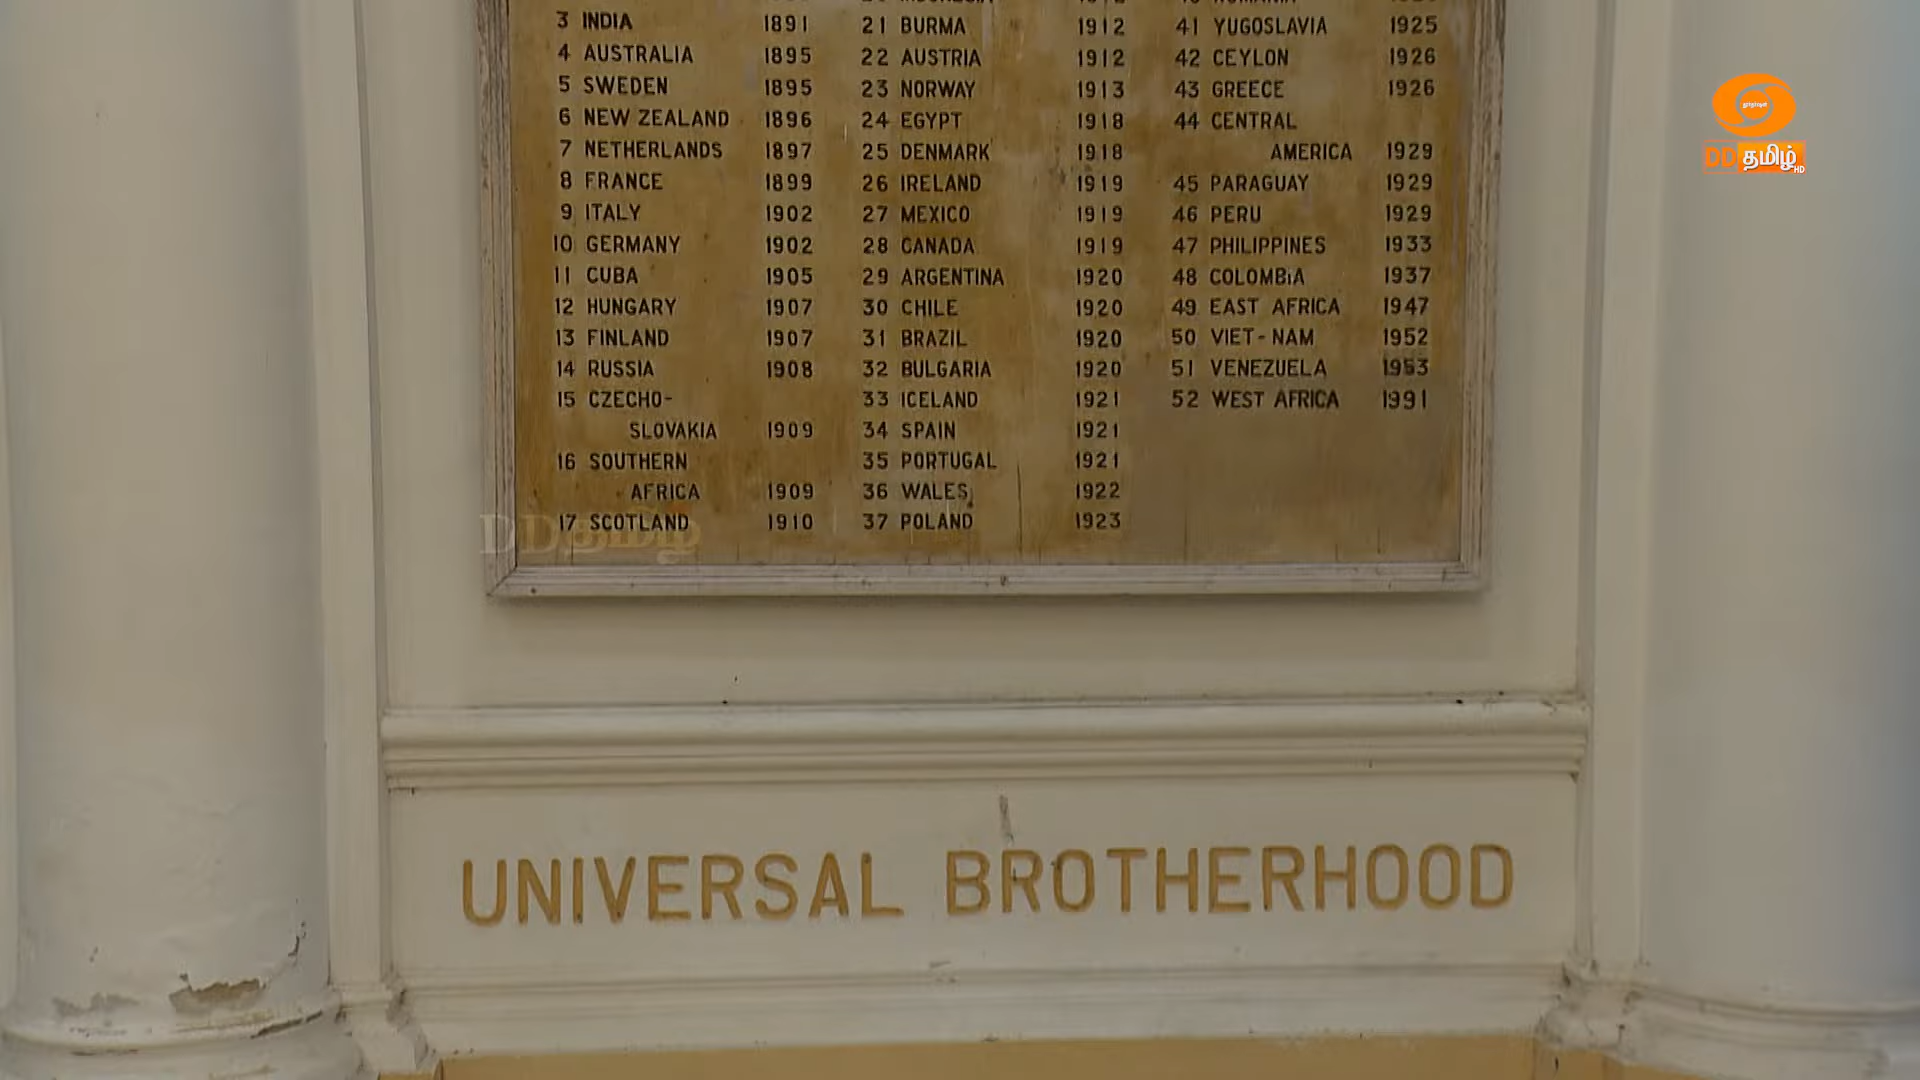 3 INDIA 1891
4 AUSTRALIA 1895
5 SWEDEN 1895
6 NEW ZEALAND 1896
7 NETHERLANDS 1897
8 FRANCE 1899
9 ITALY 1902
10 GERMANY 1902
11 CUBA 1905
12 HUNGARY 1907
13 FINLAND 1907
14 RUSSIA 1908
15 CZECHO-
SLOVAKIA 1909
16 SOUTHERN
AFRICA 1909
17 SCOTLAND 1910
21 BURMA 1912
22 AUSTRIA 1912
23 NORWAY 1913
24 EGYPT 1918
25 DENMARK 1918
26 IRELAND 1919
27 MEXICO 1919
28 CANADA 1919
29 ARGENTINA 1920
30 CHILE 1920
31 BRAZIL 1920
32 BULGARIA 1920
33 ICELAND 1921
34 SPAIN 1921
35 PORTUGAL 1921
36 WALES 1922
37 POLAND 1923
41 YUGOSLAVIA 1925
42 CEYLON 1926
43 GREECE 1926
44 CENTRAL
AMERICA 1929
45 PARAGUAY 1929
46 PERU 1929
47 PHILIPPINES 1933
48 COLOMBiA 1937
49 EAST AFRICA 1947
50 VIET-NAM 1952
51 VENEZUELA 1953
52 WEST AFRICA 1991
UNIVERSAL BROTHERHOOD
DD தமிழ் HD
DD தமிழ்